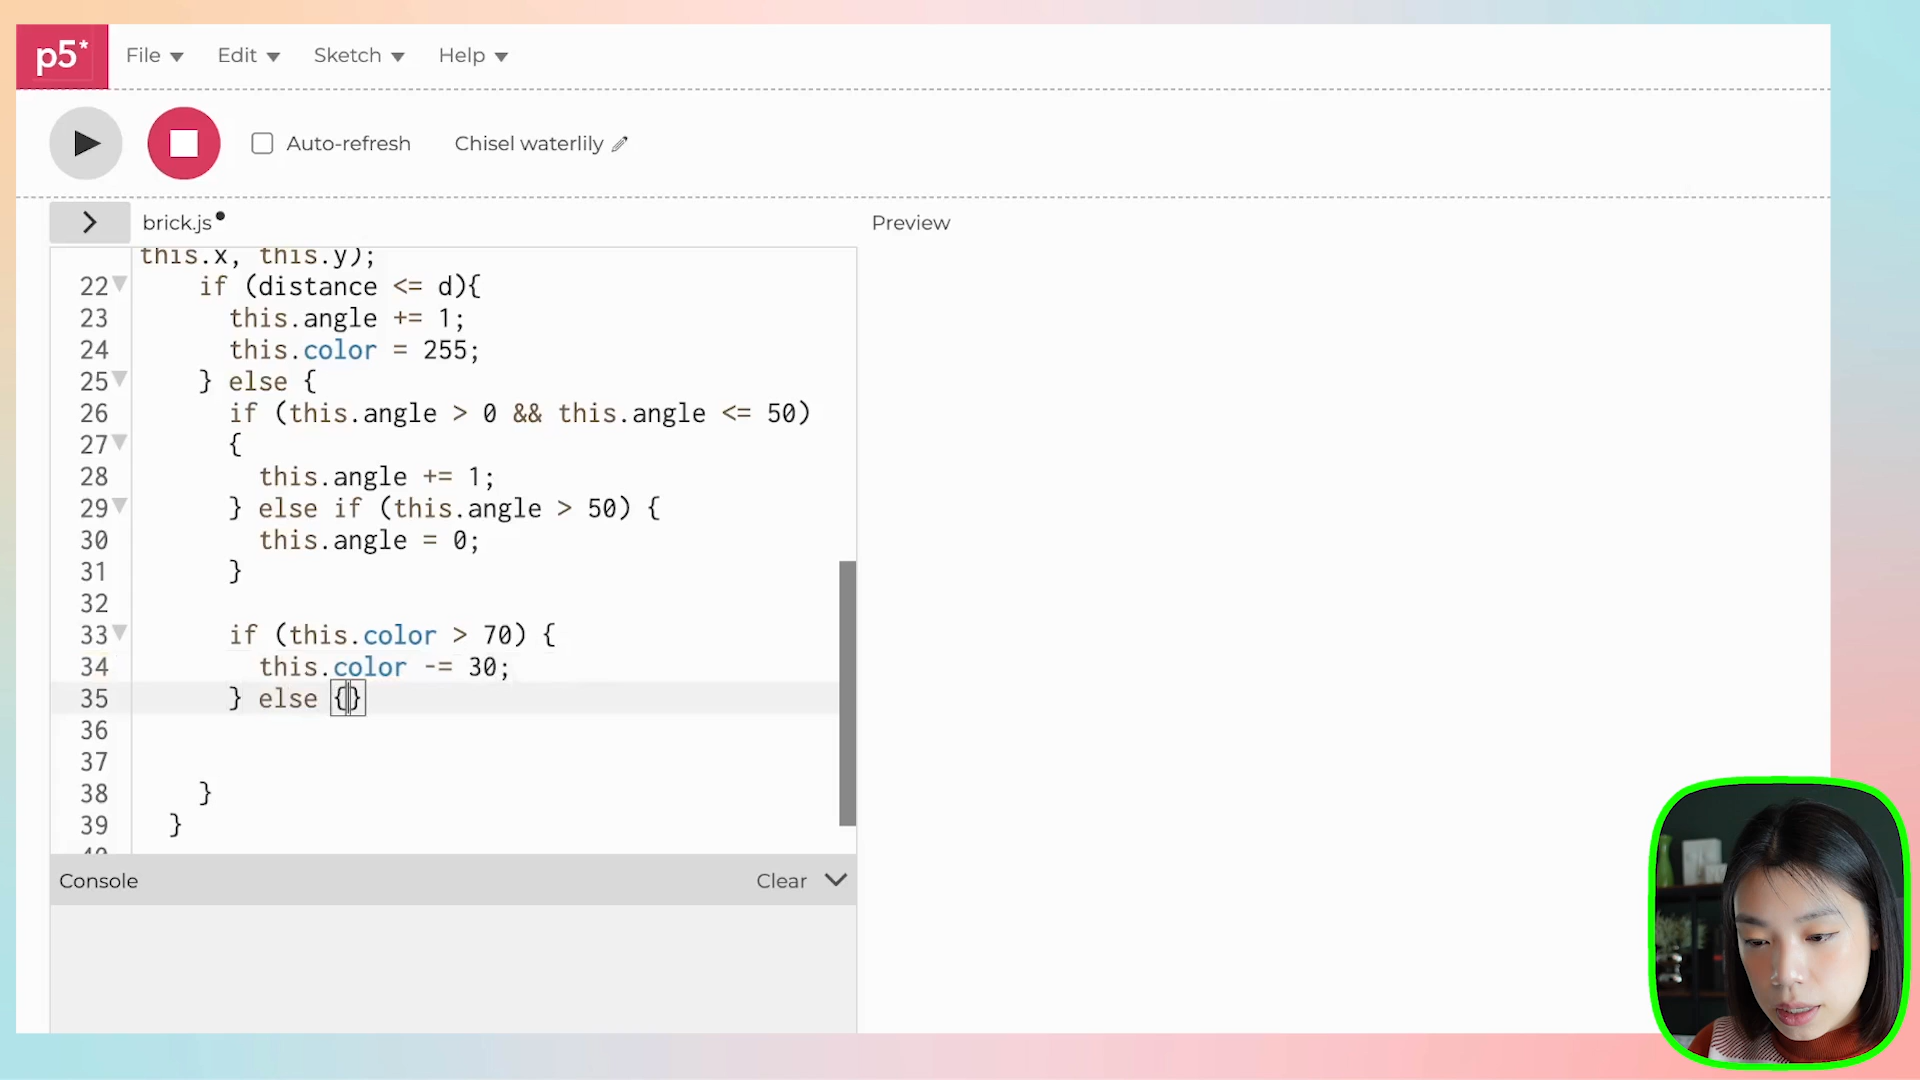 p5*
File Edit Sketch Help
Auto-refresh Chisel waterlily
brick.js
Preview
this.x, this.y);
22 if (distance <= d){
23 this.angle += 1;
24 this.color = 255;
25 } else {
26 if (this.angle > 0 && this.angle <= 50)
27 {
28 this.angle += 1;
29 } else if (this.angle > 50) {
30 this.angle = 0;
31 }
32
33 if (this.color > 70) {
34 this.color -= 30;
35 } else {}
36
37
38 }
39 }
Console Clear